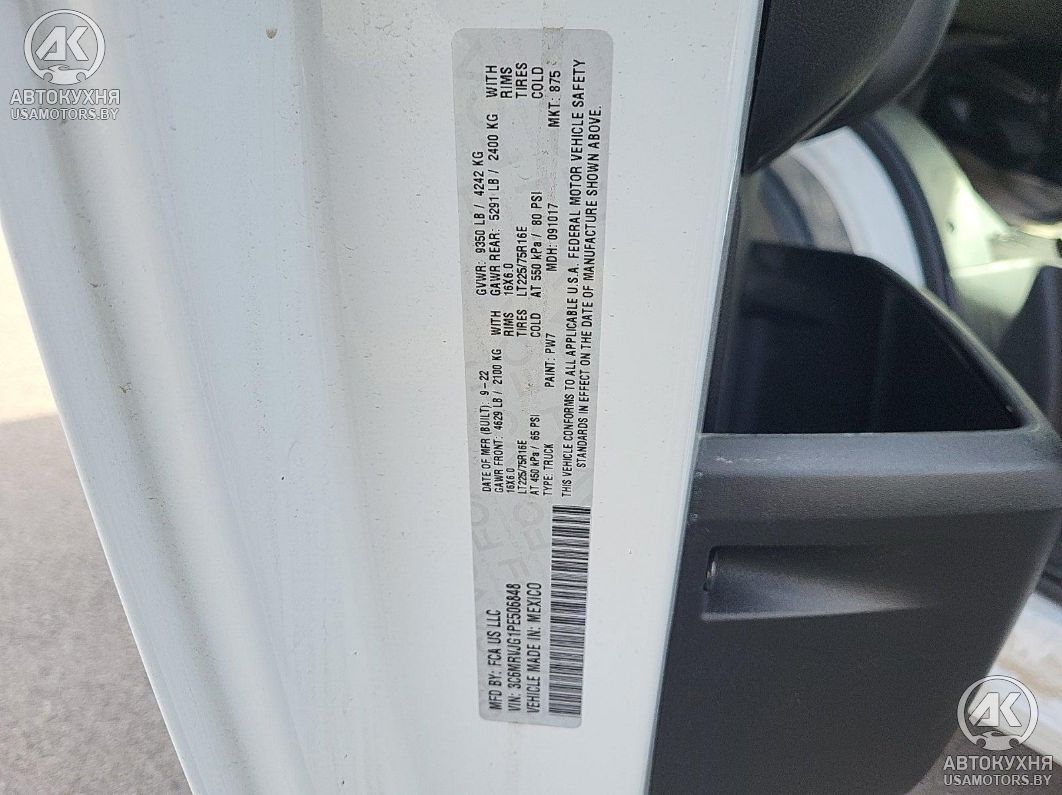 AK
АВТОКУХНЯ
USAMOTORS.BY
MFD BY: FCA US LLC
VIN: 3C6MRVJG1PE506848
VEHICLE MADE IN: MEXICO
DATE OF MFR (BUILT): 9-22 GVWR: 9350 LB / 4242 KG
GAWR FRONT: 4629 LB / 2100 KG WITH GAWR REAR: 5291 LB / 2400 KG WITH
16X6.0 RIMS 16X6.0 RIMS
LT225/75R16E TIRES LT225/75R16E TIRES
AT 450 kPa / 65 PSI COLD AT 550 kPa / 80 PSI COLD
TYPE: TRUCK PAINT: PW7 MDH: 091017 MKT: 875
THIS VEHICLE CONFORMS TO ALL APPLICABLE U.S.A. FEDERAL MOTOR VEHICLE SAFETY
STANDARDS IN EFFECT ON THE DATE OF MANUFACTURE SHOWN ABOVE.
AK
АВТОКУХНЯ
USAMOTORS.BY